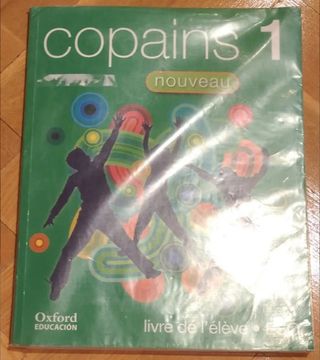 copains 1
nouveau
Oxford
EDUCACIÓN
livre de l'élève •